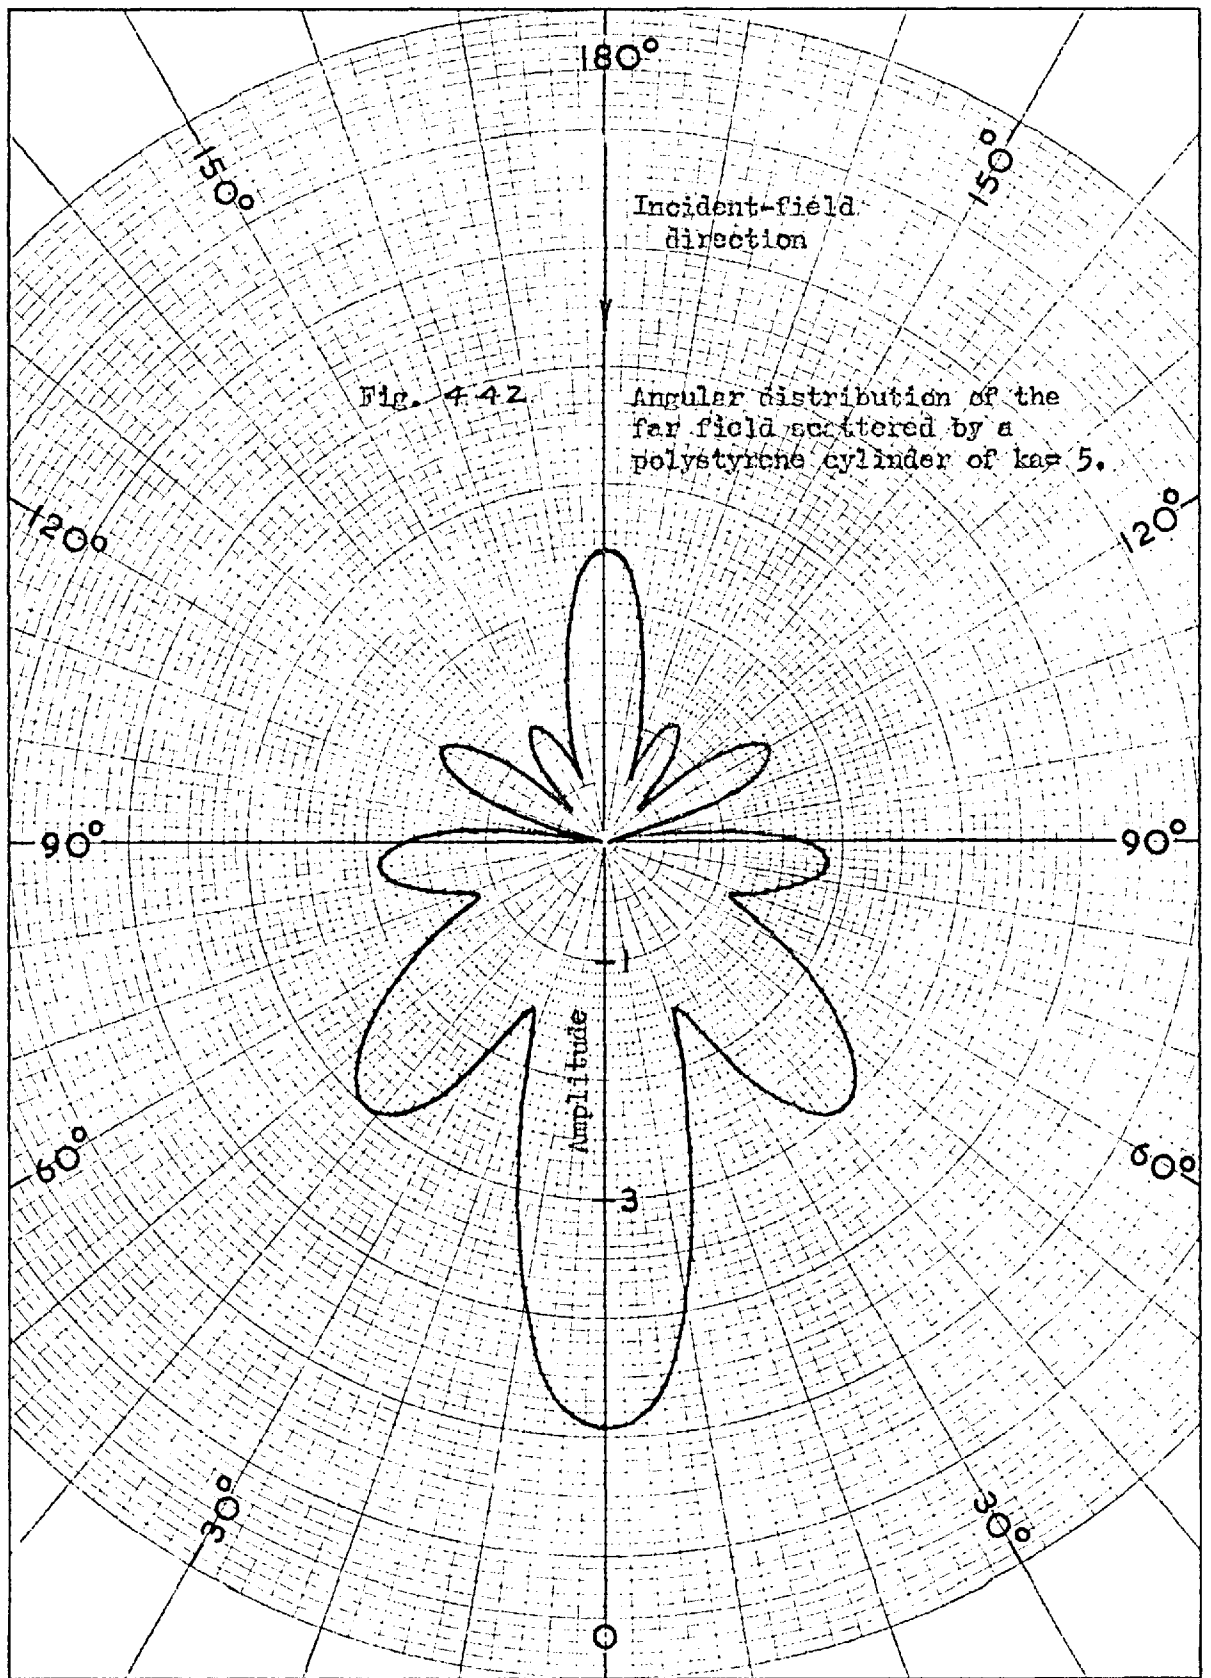 180°
150°
150°
Incident-field
direction
Fig. 4.42
Angular distribution of the
far field scattered by a
polystyrene cylinder of ka= 5.
120°
120°
90°
90°
1
Amplitude
3
60°
60°
30°
30°
0